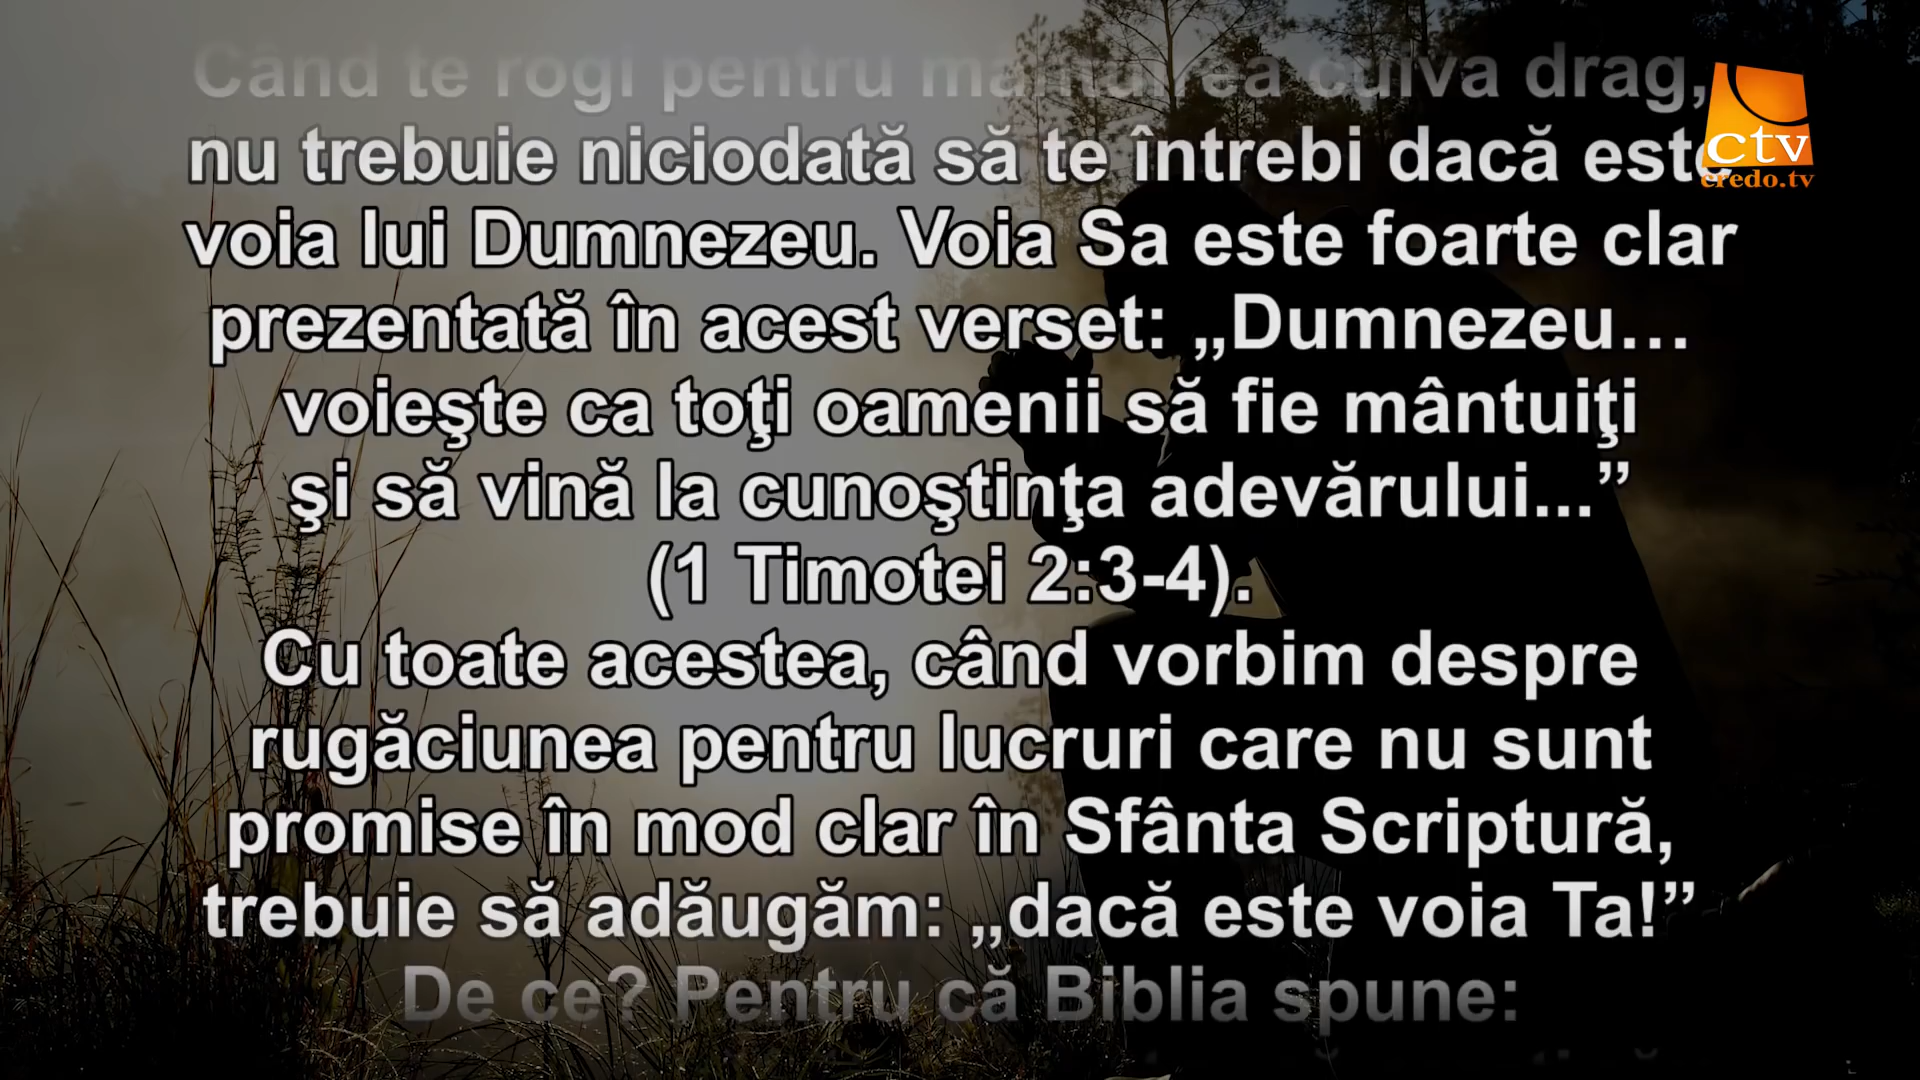 Când te rogi pentru mântuirea cuiva drag,
nu trebuie niciodată să te întrebi dacă este
voia lui Dumnezeu. Voia Sa este foarte clar
prezentată în acest verset: „Dumnezeu…
voieşte ca toţi oamenii să fie mântuiţi
şi să vină la cunoştinţa adevărului...”
(1 Timotei 2:3-4).
Cu toate acestea, când vorbim despre
rugăciunea pentru lucruri care nu sunt
promise în mod clar în Sfânta Scriptură,
trebuie să adăugăm: „dacă este voia Ta!”
De ce? Pentru că Biblia spune:
ctv
credo.tv